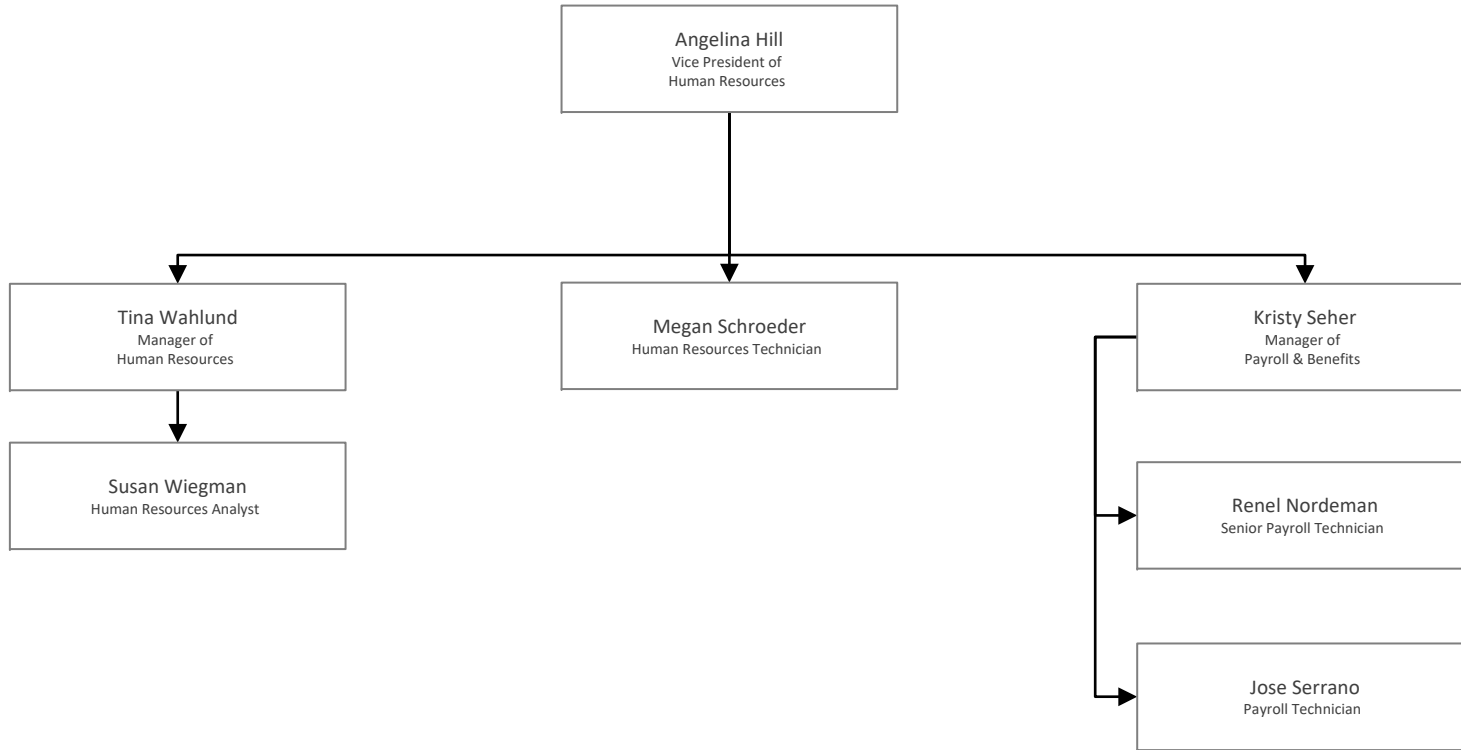 Angelina Hill
Vice President of
Human Resources
Tina Wahlund
Manager of
Human Resources
Megan Schroeder
Human Resources Technician
Kristy Seher
Manager of
Payroll & Benefits
Susan Wiegman
Human Resources Analyst
Renel Nordeman
Senior Payroll Technician
Jose Serrano
Payroll Technician